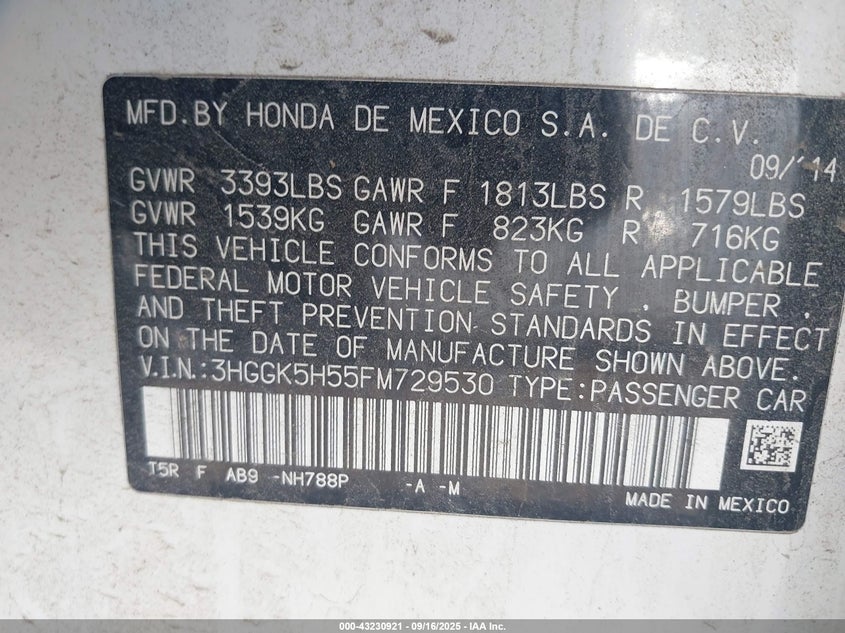 MFD.BY HONDA DE MEXICO S.A. DE C.V.
09/'14
GVWR 3393LBS GAWR F 1813LBS R 1579LBS
GVWR 1539KG GAWR F 823KG R 716KG
THIS VEHICLE CONFORMS TO ALL APPLICABLE
FEDERAL MOTOR VEHICLE SAFETY , BUMPER ,
AND THEFT PREVENTION STANDARDS IN EFFECT
ON THE DATE OF MANUFACTURE SHOWN ABOVE.
V.I.N.:3HGGK5H55FM729530 TYPE:PASSENGER CAR
T5R F AB9 -NH788P -A -M
MADE IN MEXICO
000-43230921 - 09/16/2025 - IAA Inc.